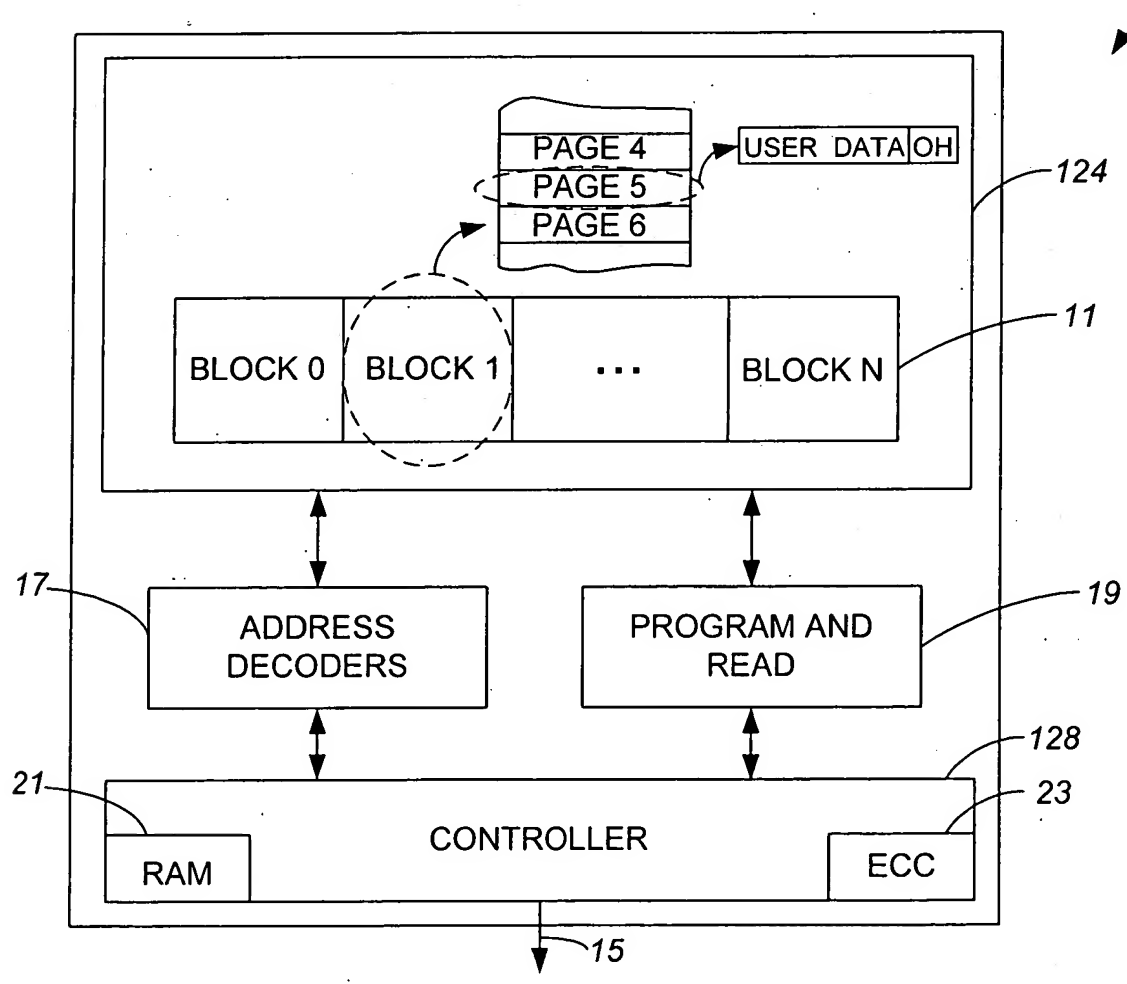 PAGE 4
USER DATA OH
PAGE 5
124
PAGE 6
11
BLOCK 0
BLOCK 1
...
BLOCK N
17
19
ADDRESS
DECODERS
PROGRAM AND
READ
128
21
23
CONTROLLER
RAM
ECC
15